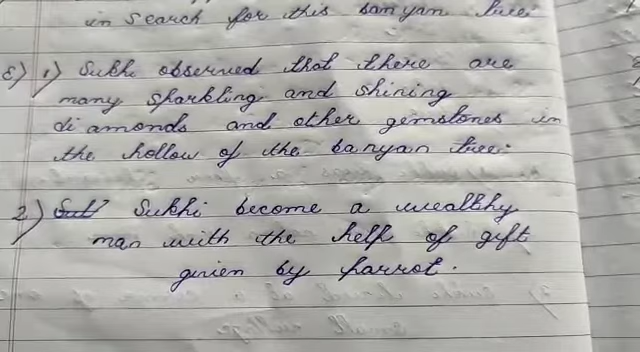 in search for this banyan tree
8) 1) Sukhi observed that there are
many sparkling and shining
diamonds and other gemstones in
the hollow of the banyan tree.
2) Sukhi become a wealthy
man with the help of gift
given by parrot.